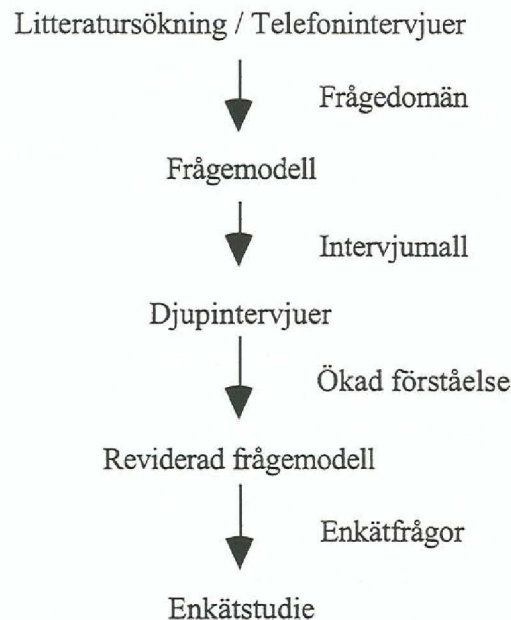 Litteratursökning / Telefonintervjuer
Frågedomän
Frågemodell
Intervjumall
Djupintervjuer
Ökad förståelse
Reviderad frågemodell
Enkätfrågor
Enkätstudie